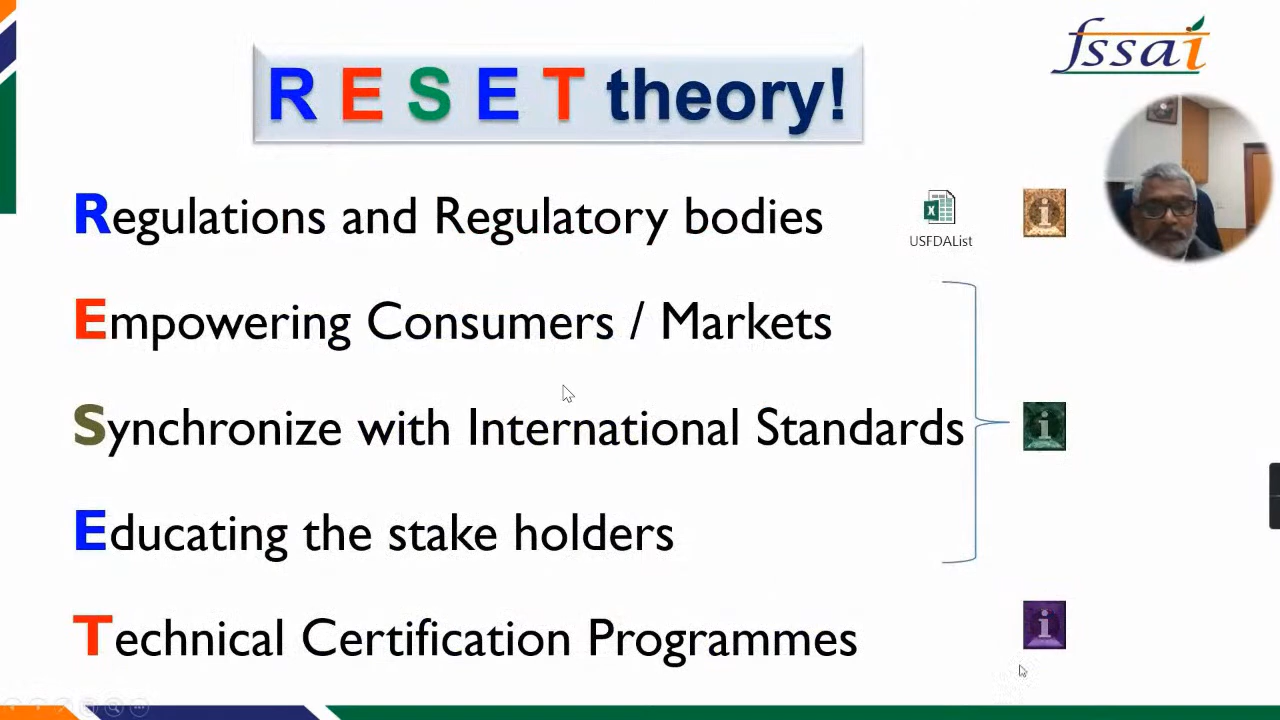 R E S E T theory!
fssai
Regulations and Regulatory bodies
USFDAList
Empowering Consumers / Markets
Synchronize with International Standards
Educating the stake holders
Technical Certification Programmes